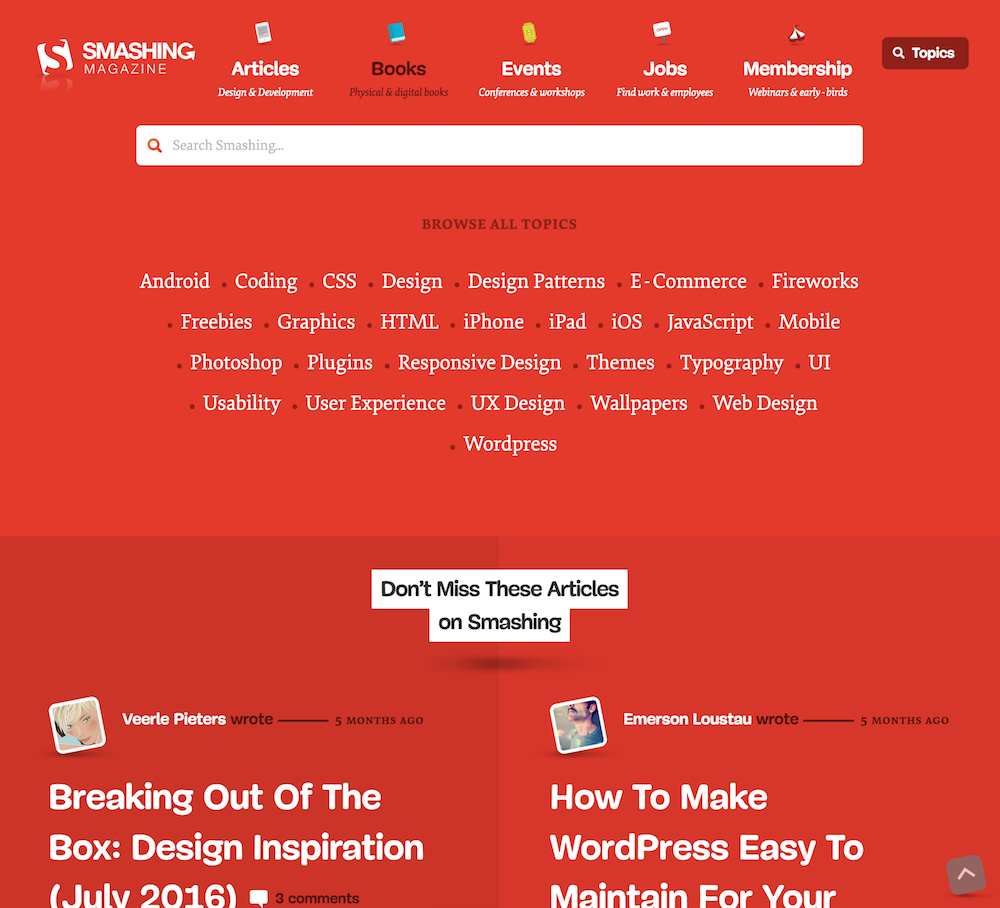 SMASHING
MAGAZINE
Articles
Design & Development
Books
Physical & digital books
Events
Conferences & workshops
OPEN
Jobs
Find work & employees
Membership
Webinars & early-birds
Topics
Search Smashing...
BROWSE ALL TOPICS
Android • Coding • CSS • Design • Design Patterns • E-Commerce • Fireworks
• Freebies • Graphics • HTML • iPhone • iPad • iOS • JavaScript • Mobile
• Photoshop • Plugins • Responsive Design • Themes • Typography • UI
• Usability • User Experience • UX Design • Wallpapers • Web Design
• Wordpress
Don't Miss These Articles
on Smashing
Veerle Pieters wrote 5 MONTHS AGO
Breaking Out Of The
Box: Design Inspiration
(July 2016) 3 comments
Emerson Loustau wrote 5 MONTHS AGO
How To Make
WordPress Easy To
Maintain For Your